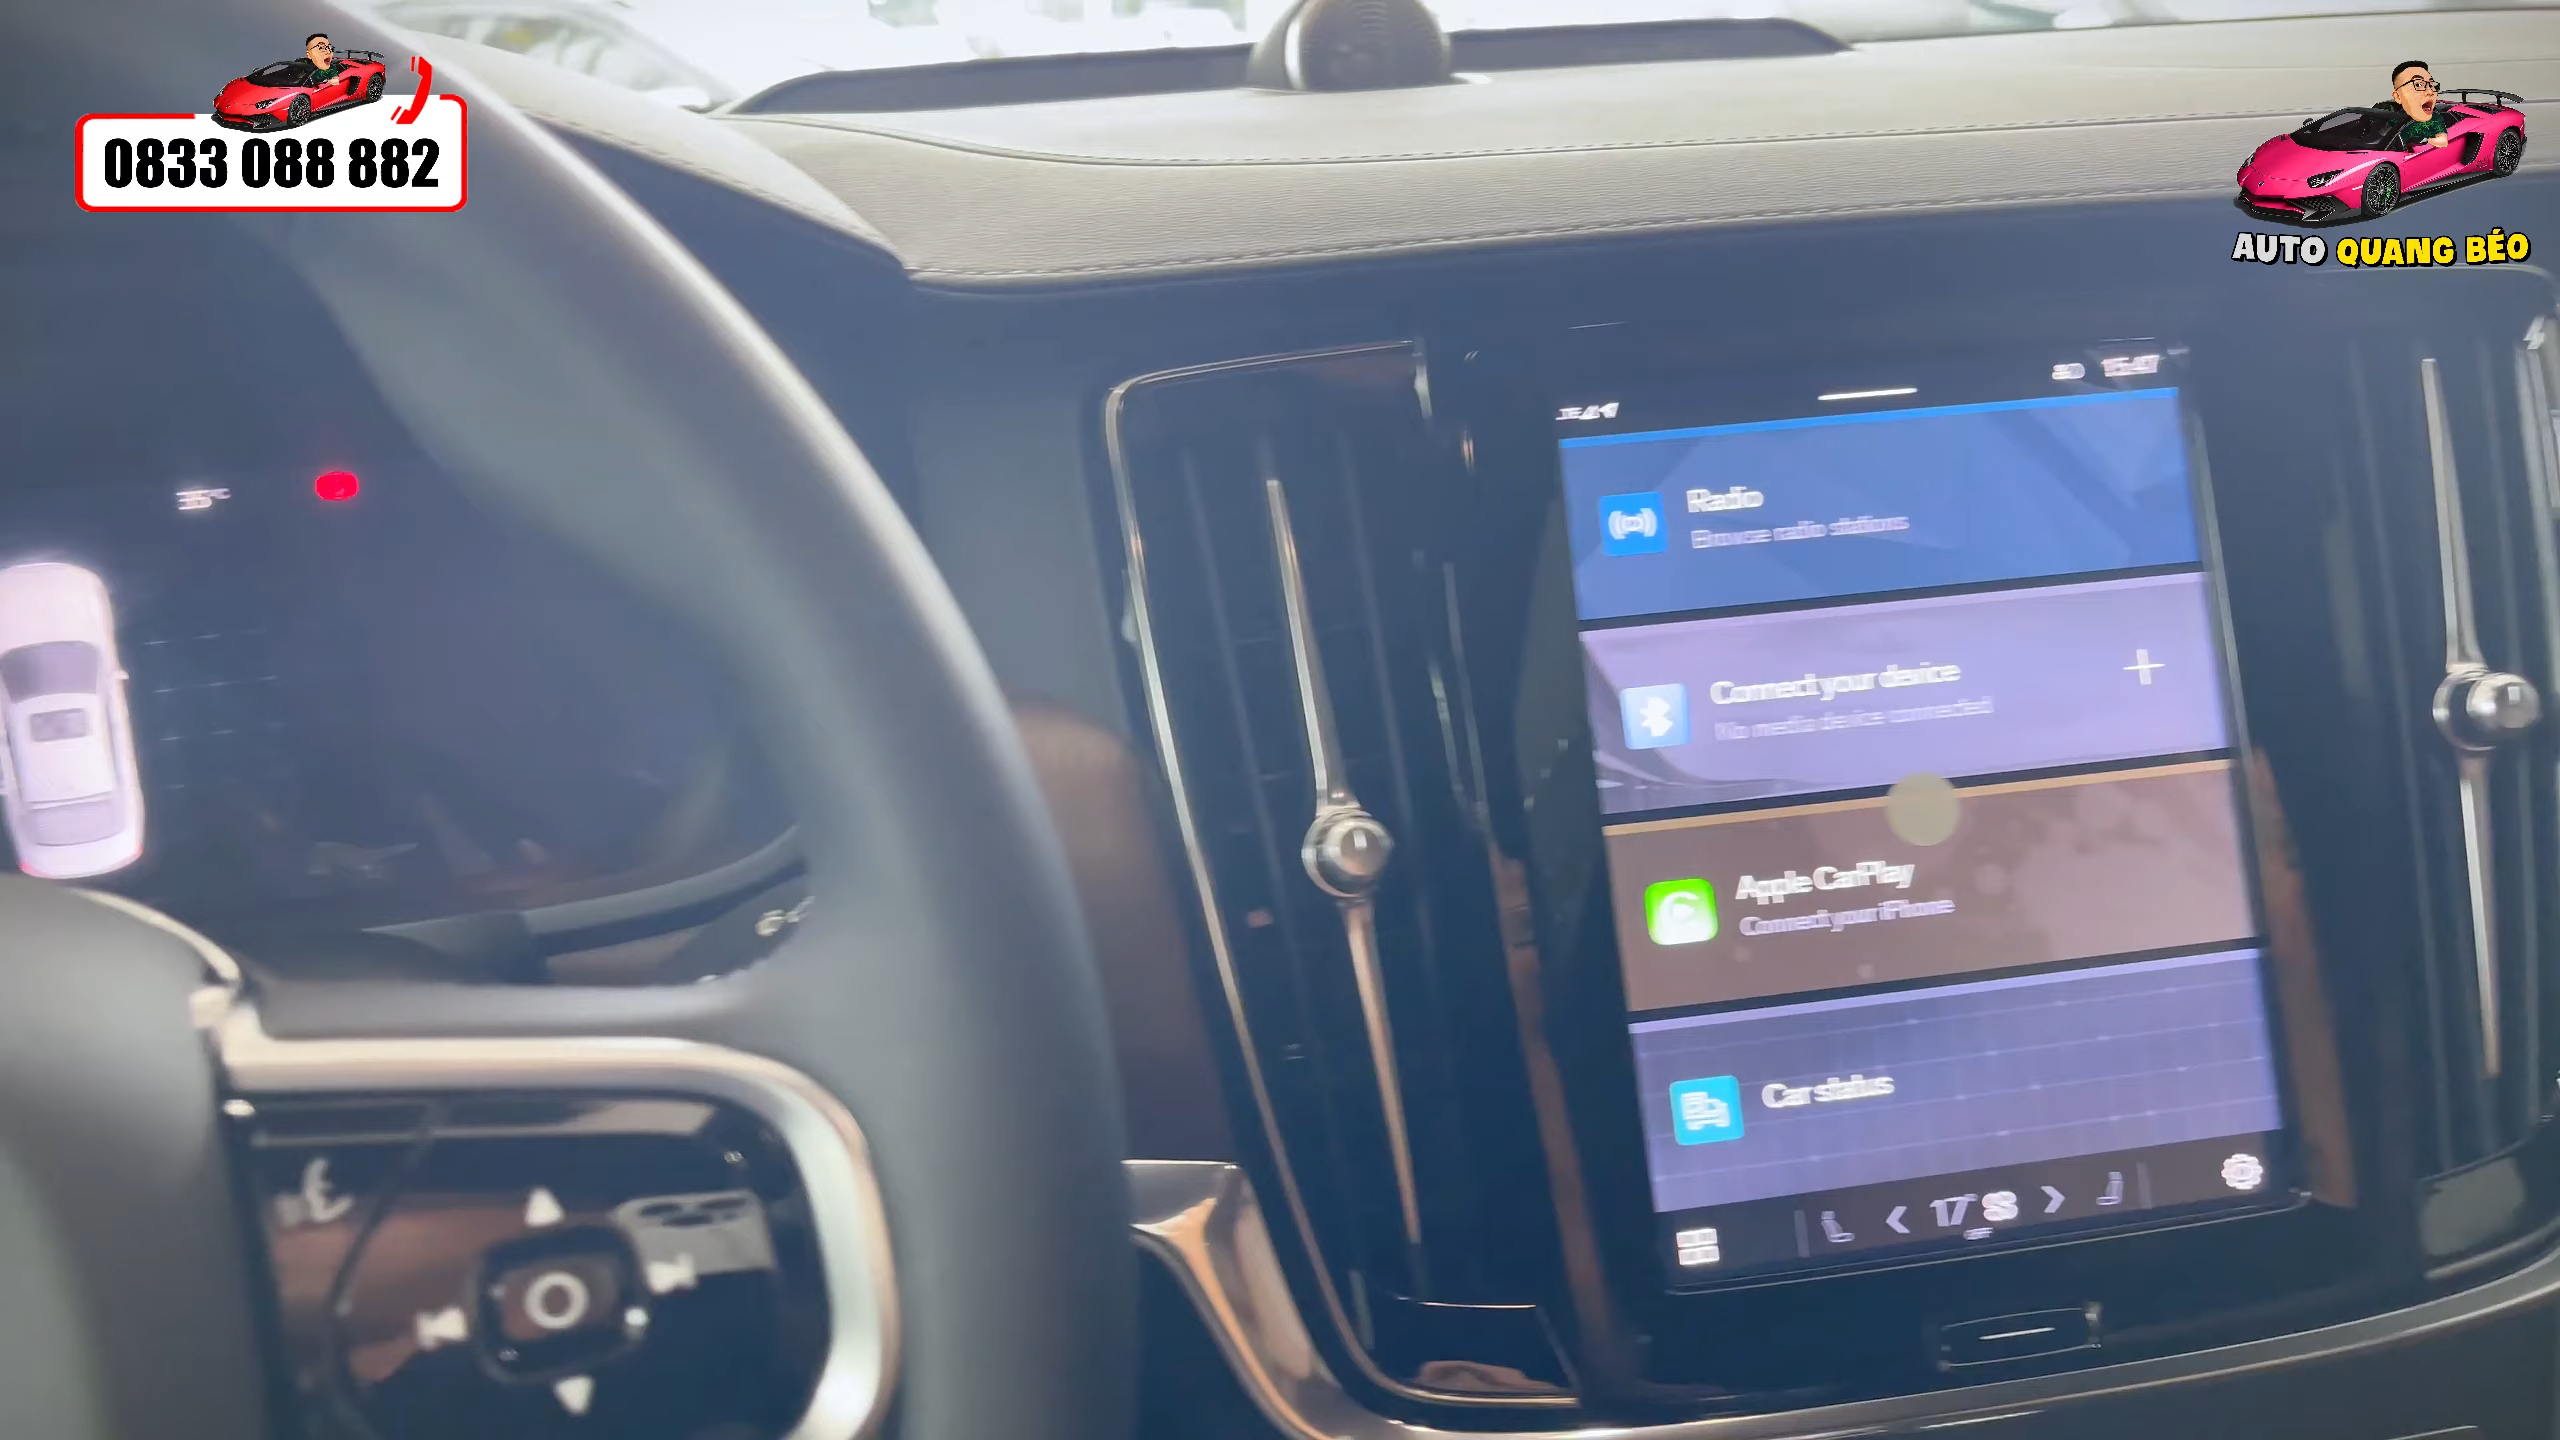 0833 088 882
AUTO QUANG BÉO
Radio
Browse radio stations
Connect your device
No media device connected
Apple CarPlay
Connect your iPhone
Car status
17°